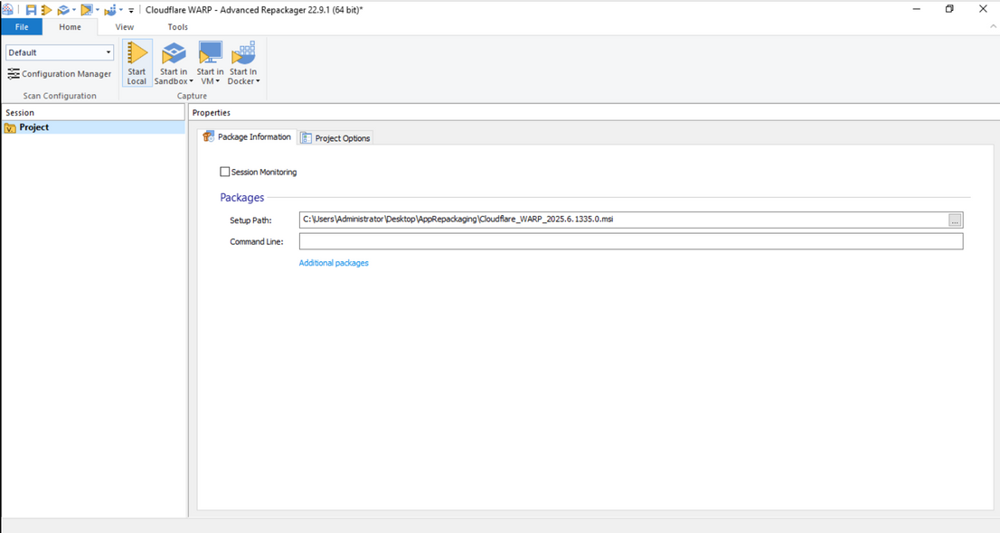 Cloudflare WARP - Advanced Repackager 22.9.1 (64 bit)*
File Home View Tools
Default
Configuration Manager
Scan Configuration
Start Local
Start in Sandbox
Start in VM
Start In Docker
Capture
Session
Project
Properties
Package Information
Project Options
Session Monitoring
Packages
Setup Path: C:\Users\Administrator\Desktop\AppRepackaging\Cloudflare_WARP_2025.6.1335.0.msi ...
Command Line:
Additional packages